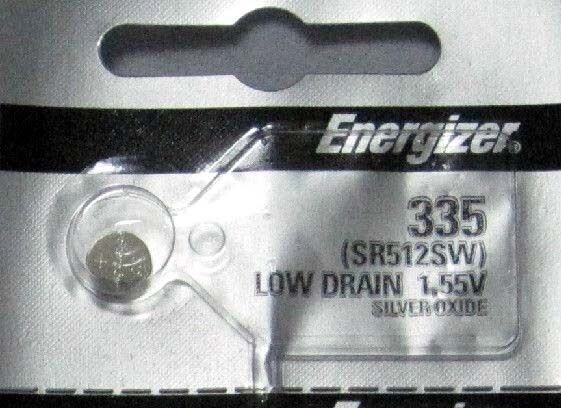 Energizer®
335
(SR512SW)
LOW DRAIN 1.55V
SILVER OXIDE